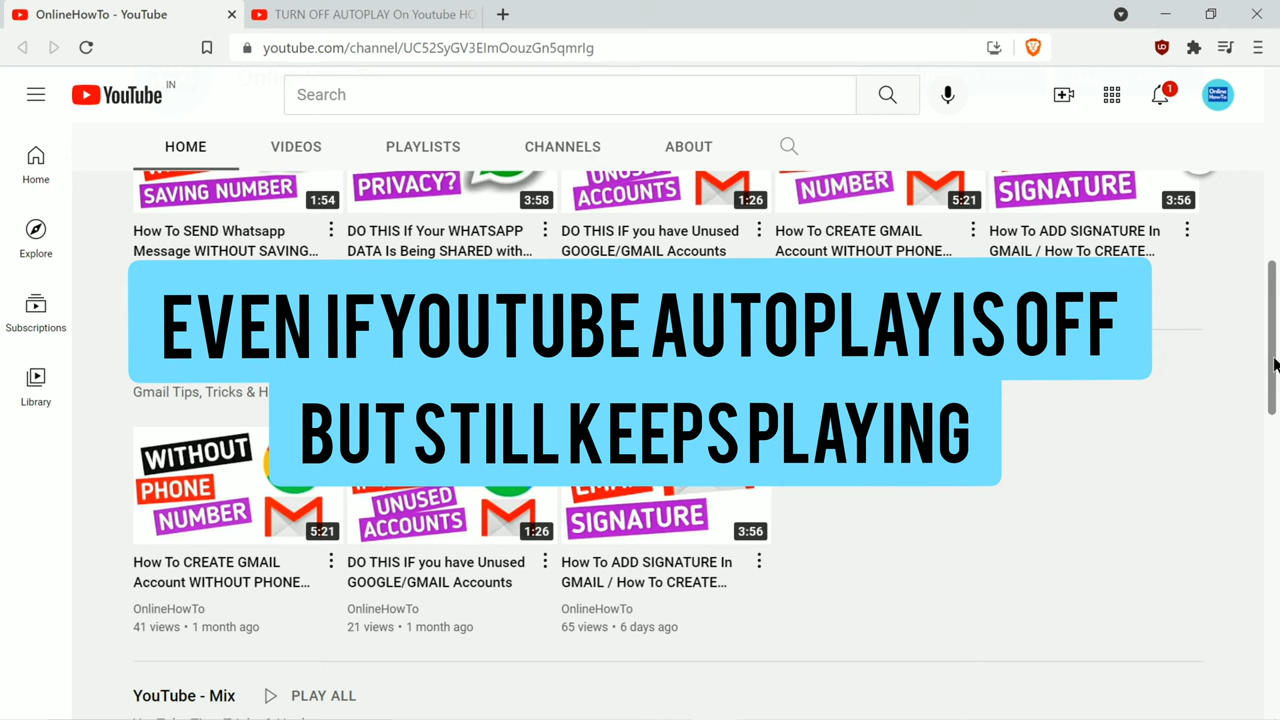 OnlineHowTo - YouTube
TURN OFF AUTOPLAY On Youtube HO
youtube.com/channel/UC52SyGV3EImOouzGn5qmrIg
YouTube IN
Search
1
Online HowTo
HOME VIDEOS PLAYLISTS CHANNELS ABOUT
Home
Explore
Subscriptions
Library
SAVING NUMBER 1:54
PRIVACY? 3:58
UNUSED
ACCOUNTS 1:26
NUMBER 5:21
SIGNATURE 3:56
How To SEND Whatsapp
Message WITHOUT SAVING...
DO THIS If Your WHATSAPP
DATA Is Being SHARED with...
DO THIS IF you have Unused
GOOGLE/GMAIL Accounts
How To CREATE GMAIL
Account WITHOUT PHONE...
How To ADD SIGNATURE In
GMAIL / How To CREATE...
EVEN IF YOUTUBE AUTOPLAY IS OFF
BUT STILL KEEPS PLAYING
Gmail Tips, Tricks & H
WITHOUT
PHONE
NUMBER 5:21
UNUSED
ACCOUNTS 1:26
EMAIL
SIGNATURE 3:56
How To CREATE GMAIL
Account WITHOUT PHONE...
OnlineHowTo
41 views • 1 month ago
DO THIS IF you have Unused
GOOGLE/GMAIL Accounts
OnlineHowTo
21 views • 1 month ago
How To ADD SIGNATURE In
GMAIL / How To CREATE...
OnlineHowTo
65 views • 6 days ago
YouTube - Mix PLAY ALL